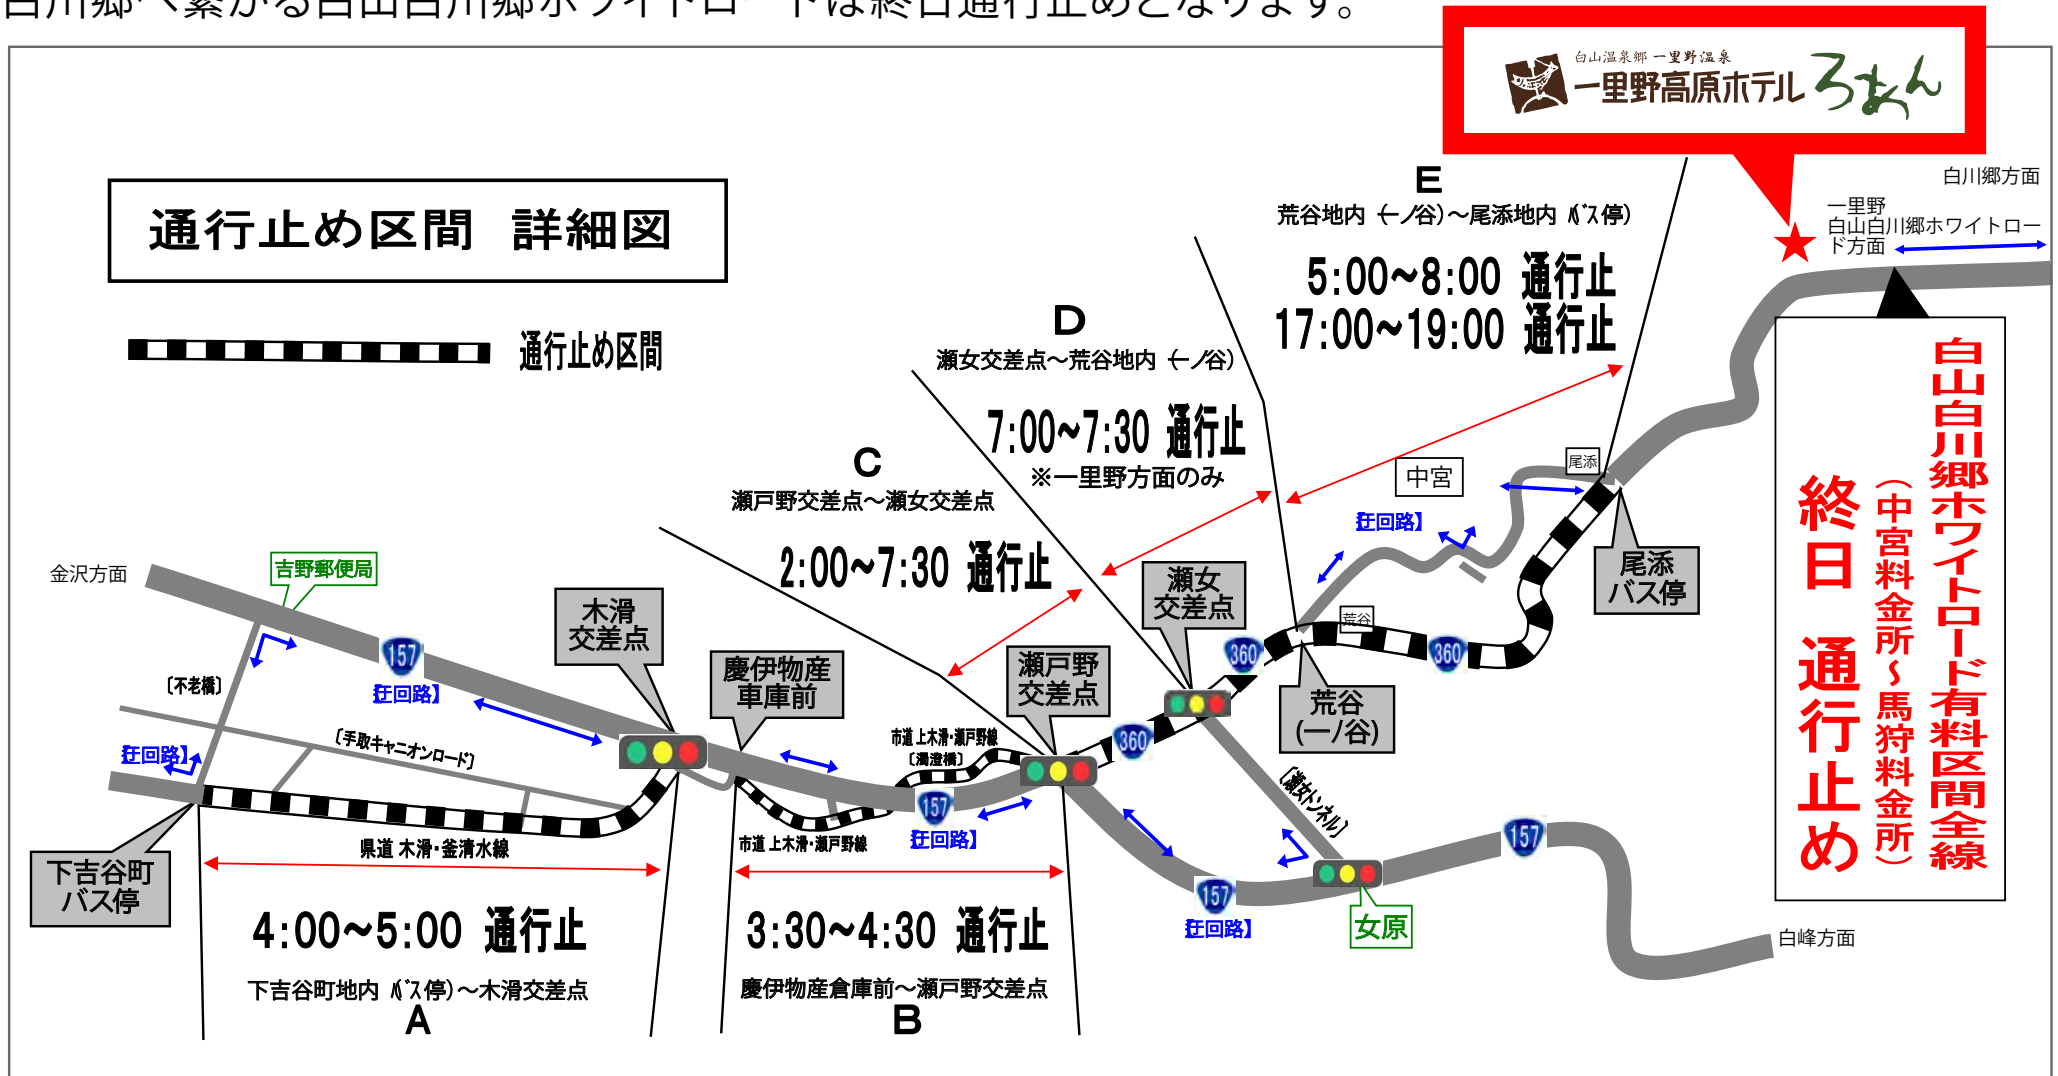 白川郷へ繋がる白山白川郷ホワイトロードは終日通行止めとなります。
白山温泉郷 一里野温泉
一里野高原ホテル ろあん
通行止め区間 詳細図
通行止め区間
E
荒谷地内(一ノ谷)～尾添地内(バス停)
5:00～8:00 通行止
17:00～19:00 通行止
白川郷方面
一里野
白山白川郷ホワイトロー
ド方面
D
瀬女交差点～荒谷地内(一ノ谷)
7:00～7:30 通行止
※一里野方面のみ
C
瀬戸野交差点～瀬女交差点
2:00～7:30 通行止
白山白川郷ホワイトロード有料区間全線
(中宮料金所～馬狩料金所)
終日 通行止め
中宮
尾添
【迂回路】
尾添
バス停
瀬女
交差点
荒谷
360
360
荒谷
(一ノ谷)
金沢方面
吉野郵便局
157
【迂回路】
〔不老橋〕
木滑
交差点
慶伊物産
車庫前
瀬戸野
交差点
〔手取キャニオンロード〕
【迂回路】
市道 上木滑・瀬戸野線
〔濁澄橋〕
360
157
【迂回路】
県道 木滑・釜清水線
市道 上木滑・瀬戸野線
〔瀬女トンネル〕
157
157
【迂回路】
女原
白峰方面
下吉谷町
バス停
4:00～5:00 通行止
下吉谷町地内(バス停)～木滑交差点
A
3:30～4:30 通行止
慶伊物産倉庫前～瀬戸野交差点
B